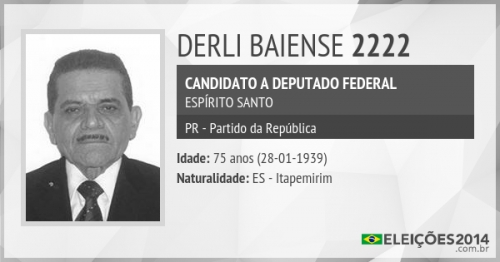 DERLI BAIENSE 2222
CANDIDATO A DEPUTADO FEDERAL
ESPÍRITO SANTO
PR - Partido da República
Idade: 75 anos (28-01-1939)
Naturalidade: ES - Itapemirim
ELEIÇÕES2014
.com.br